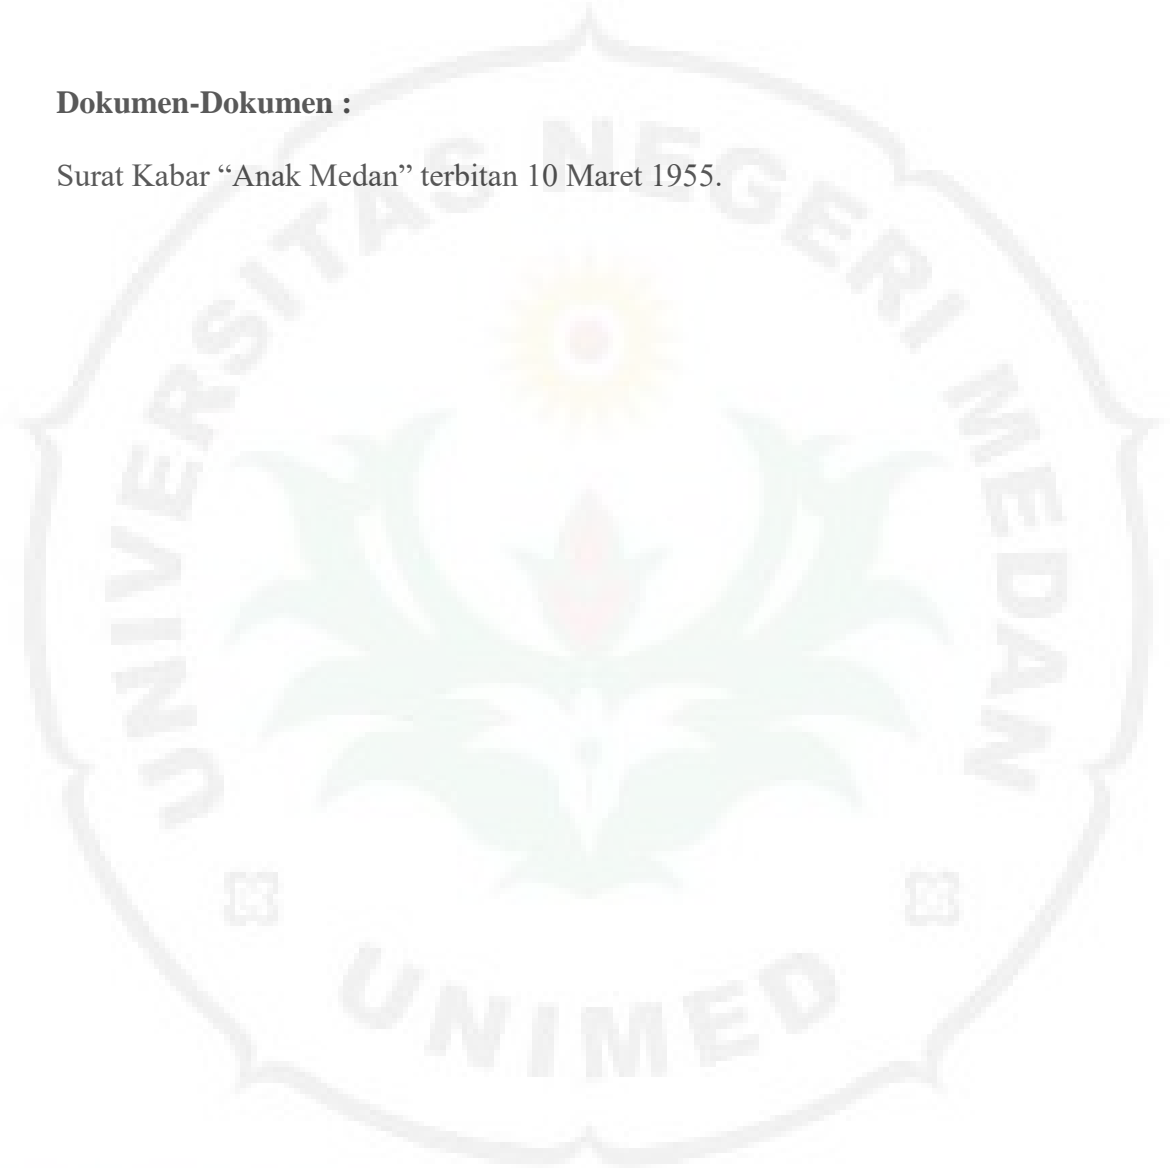 Dokumen-Dokumen :
Surat Kabar “Anak Medan” terbitan 10 Maret 1955.
UNIVERSITAS NEGERI MEDAN
UNIMED